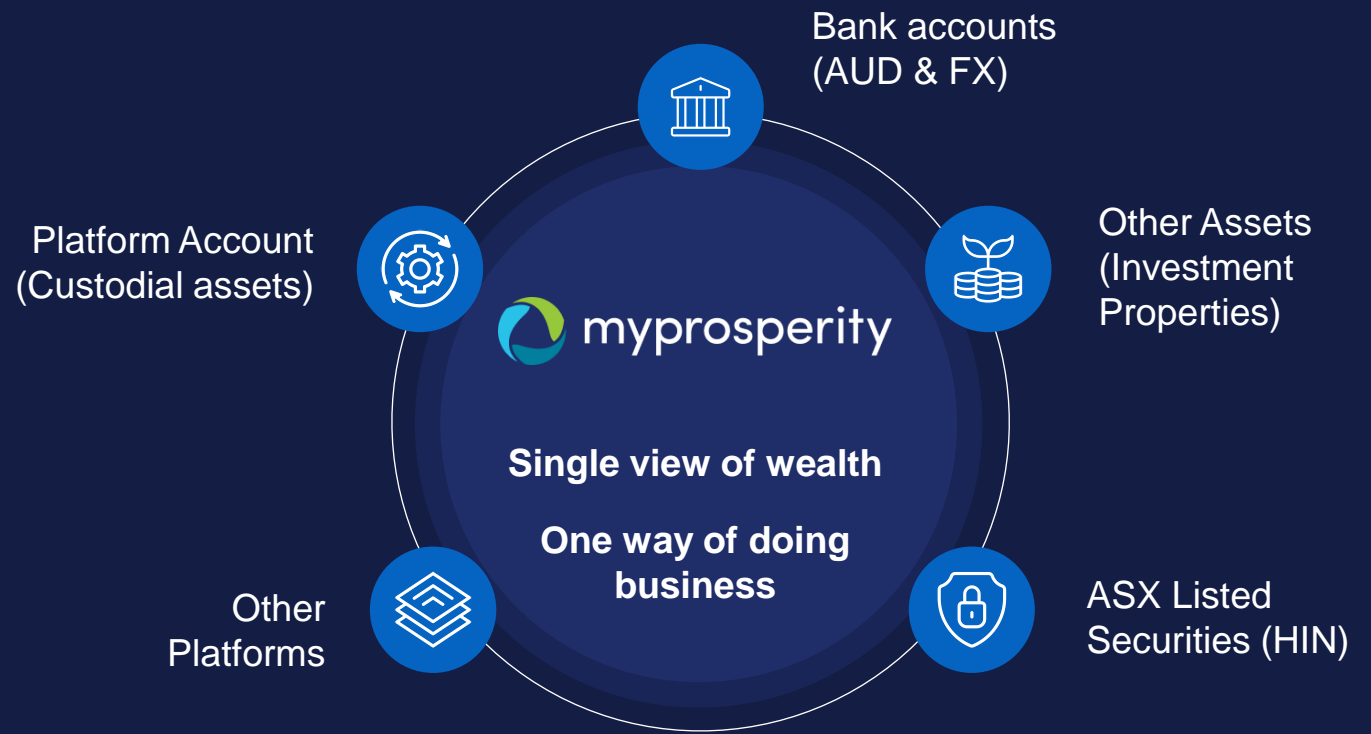 Bank accounts
(AUD & FX)
Platform Account
(Custodial assets)
Other Assets
(Investment
Properties)
myprosperity
Single view of wealth
One way of doing
business
Other
Platforms
ASX Listed
Securities (HIN)